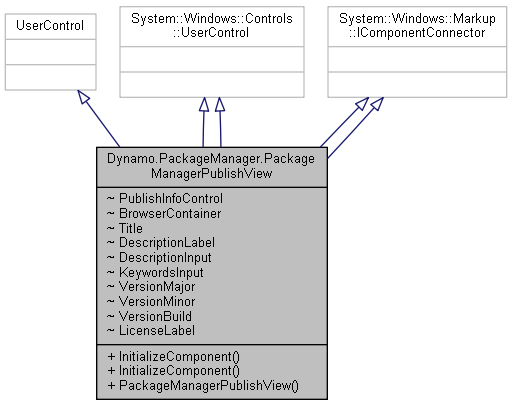 UserControl
System::Windows::Controls
::UserControl
System::Windows::Markup
::IComponentConnector
Dynamo.PackageManager.Package
ManagerPublishView
~ PublishInfoControl
~ BrowserContainer
~ Title
~ DescriptionLabel
~ DescriptionInput
~ KeywordsInput
~ VersionMajor
~ VersionMinor
~ VersionBuild
~ LicenseLabel
+ InitializeComponent()
+ InitializeComponent()
+ PackageManagerPublishView()